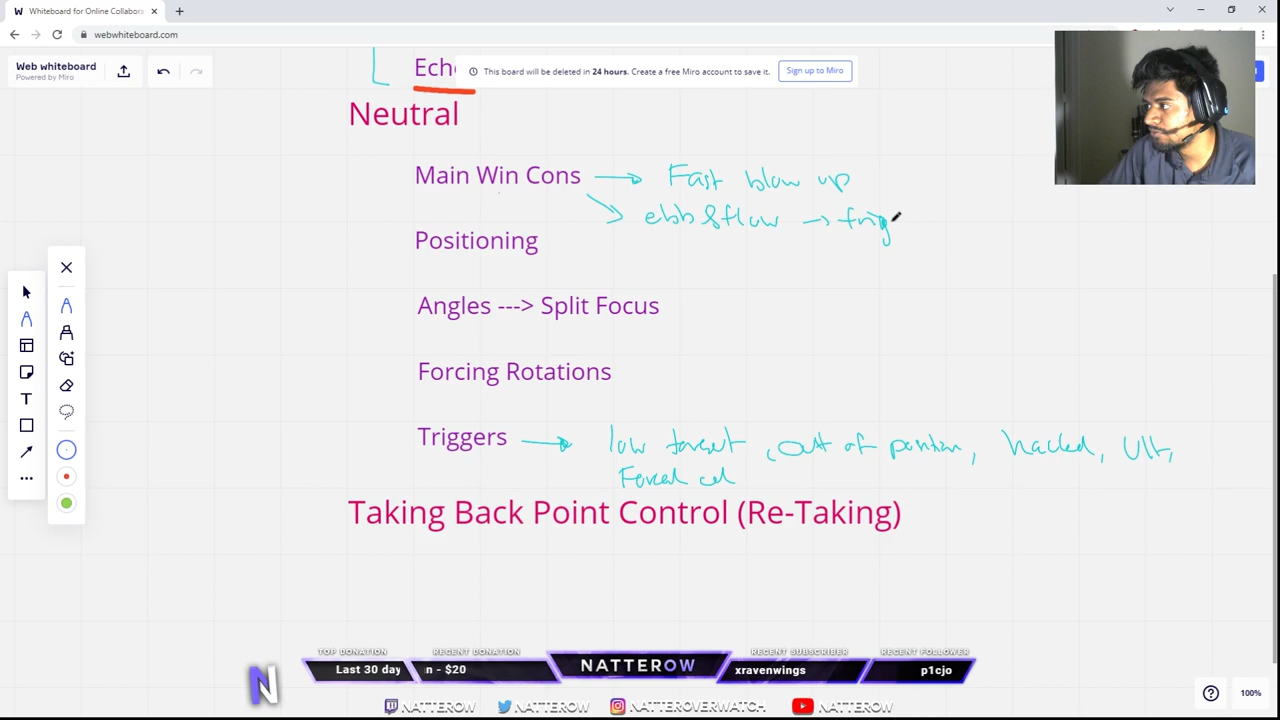 Whiteboard for Online Collabora
webwhiteboard.com
Web whiteboard
Powered by Miro
Ech
This board will be deleted in 24 hours. Create a free Miro account to save it.
Sign up to Miro
Neutral
Main Win Cons → Fast blow up
ebb & flow → trig
Positioning
Angles ---> Split Focus
Forcing Rotations
Triggers → low target, out of position, hacked, Ult,
Forced cd
Taking Back Point Control (Re-Taking)
TOP DONATION RECENT DONATION RECENT SUBSCRIBER RECENT FOLLOWER
Last 30 day n - $20 NATTEROW xravenwings p1cjo
N
NATTEROW NATTEROW NATTEROVERWATCH NATTEROW
100%